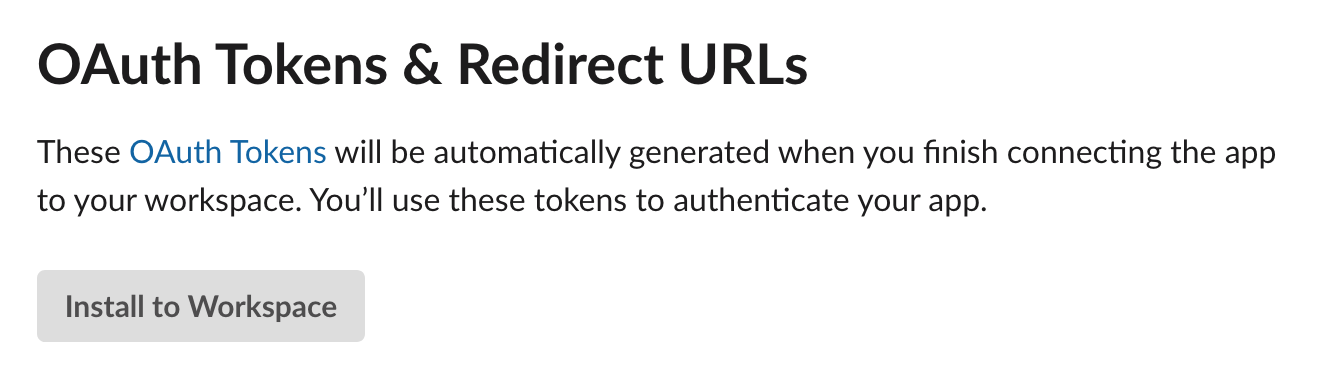 OAuth Tokens & Redirect URLs
These OAuth Tokens will be automatically generated when you finish connecting the app
to your workspace. You’ll use these tokens to authenticate your app.
Install to Workspace